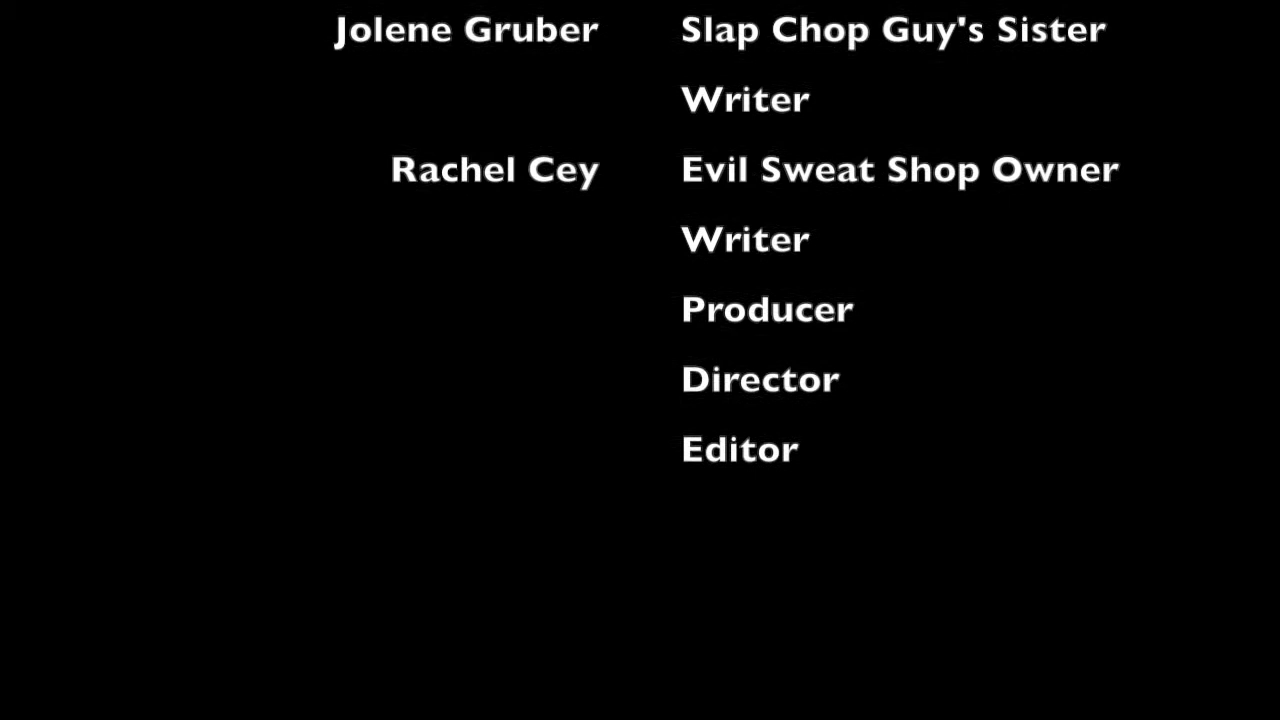 Jolene Gruber Slap Chop Guy's Sister
Writer
Rachel Cey Evil Sweat Shop Owner
Writer
Producer
Director
Editor